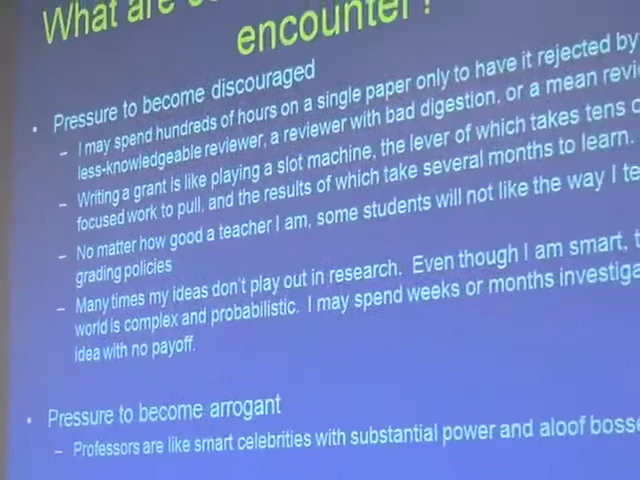 What are
encounter?
• Pressure to become discouraged
– I may spend hundreds of hours on a single paper only to have it rejected by
less-knowledgeable reviewer, a reviewer with bad digestion, or a mean
– Writing a grant is like playing a slot machine, the lever of which takes tens
focused work to pull, and the results of which take several months to learn.
– No matter how good a teacher I am, some students will not like the way I
grading policies
– Many times my ideas don't play out in research. Even though I am smart,
world is complex and probabilistic. I may spend weeks or months
idea with no payoff.
• Pressure to become arrogant
– Professors are like smart celebrities with substantial power and aloof